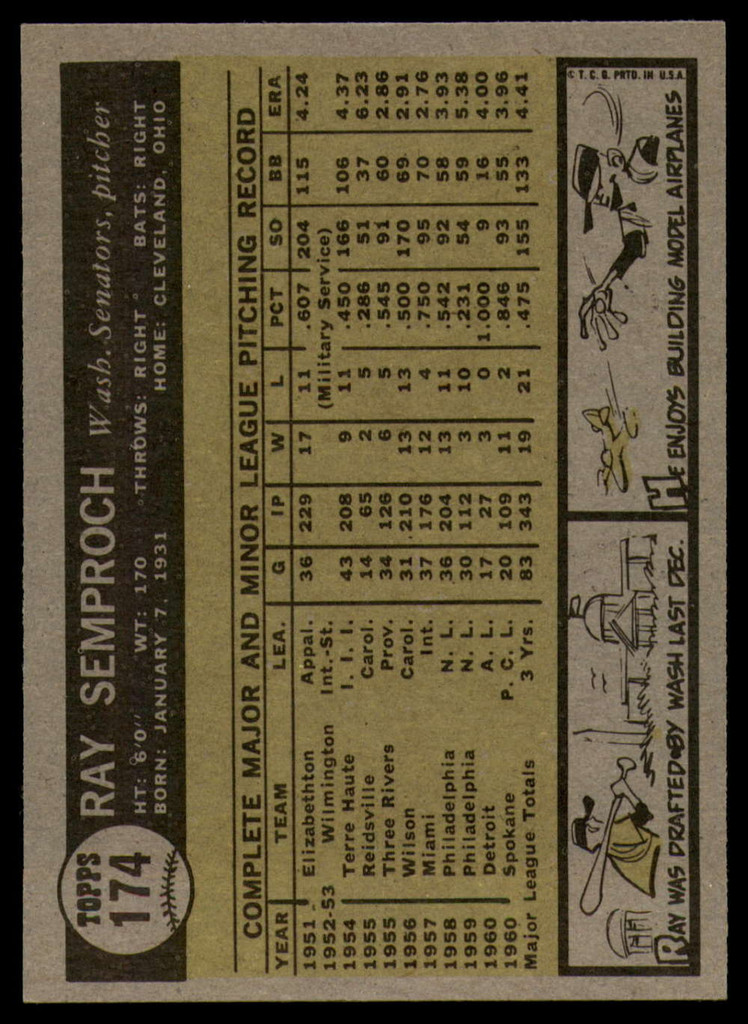 TOPPS
174
RAY SEMPROCH Wash. Senators, pitcher
HT: 6'0" WT: 170 THROWS: RIGHT BATS: RIGHT
BORN: JANUARY 7, 1931 HOME: CLEVELAND, OHIO
COMPLETE MAJOR AND MINOR LEAGUE PITCHING RECORD
YEAR TEAM LEA. G IP W L PCT SO BB ERA
1951 Elizabethton Appal. 36 229 17 11 .607 204 115 4.24
1952-53 Wilmington Int.-St. (Military Service)
1954 Terre Haute I. I. I. 43 208 9 11 .450 166 106 4.37
1955 Reidsville Carol. 14 65 2 5 .286 51 37 6.23
1955 Three Rivers Prov. 34 126 6 5 .545 91 60 2.86
1956 Wilson Carol. 31 210 13 13 .500 170 69 2.91
1957 Miami Int. 37 176 12 4 .750 95 70 2.76
1958 Philadelphia N. L. 36 204 13 11 .542 92 58 3.93
1959 Philadelphia N. L. 30 112 3 10 .231 54 59 5.38
1960 Detroit A. L. 17 27 3 0 1.000 9 16 4.00
1960 Spokane P. C. L. 20 109 11 2 .846 93 55 3.96
Major League Totals 3 Yrs. 83 343 19 21 .475 155 133 4.41
RAY WAS DRAFTED BY WASH LAST DEC.
HE ENJOYS BUILDING MODEL AIRPLANES
© T. C. G. PRTD. IN U.S.A.